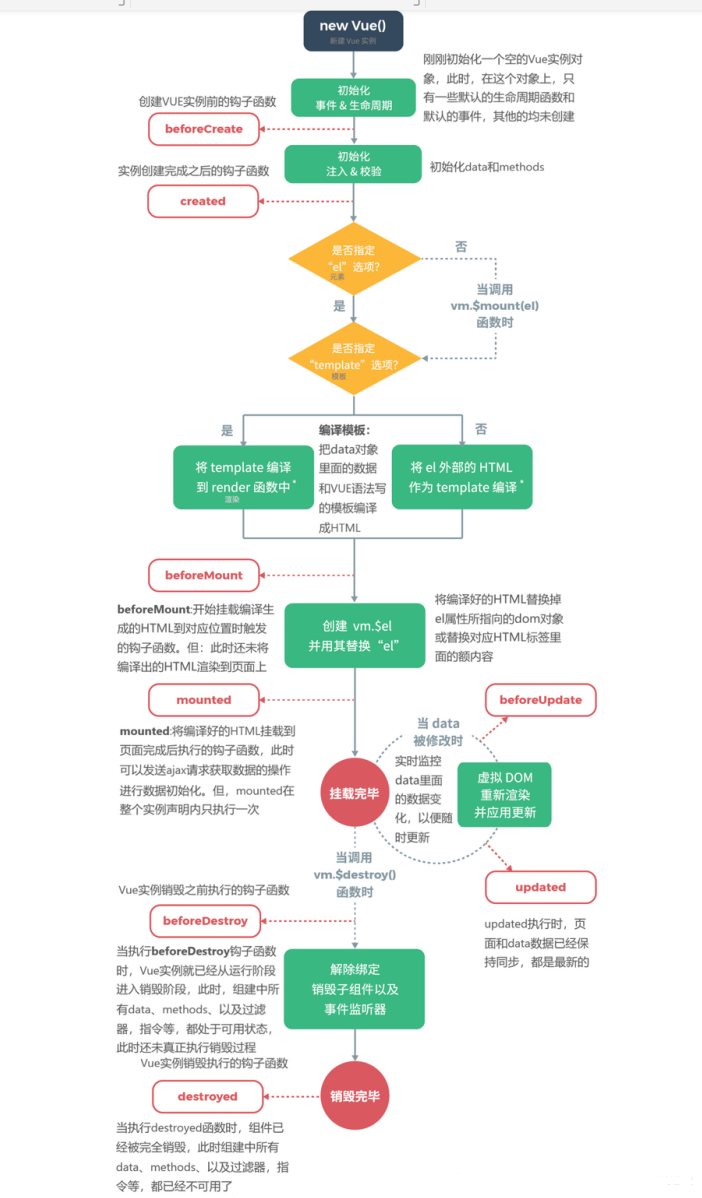 new Vue()
新建 Vue 实例
刚刚初始化一个空的Vue实例对
象，此时，在这个对象上，只
有一些默认的生命周期函数和
默认的事件，其他的均未创建
初始化
事件 & 生命周期
创建VUE实例前的钩子函数
beforeCreate
初始化
注入 & 校验
初始化data和methods
实例创建完成之后的钩子函数
created
是否指定
“el”选项？
元素
否
是
当调用
vm.$mount(el)
函数时
是否指定
“template”选项？
模板
是
否
将 template 编译
到 render 函数中*
渲染
编译模板：
把data对象
里面的数据
和VUE语法写
的模板编译
成HTML
将 el 外部的 HTML
作为 template 编译*
beforeMount
beforeMount:开始挂载编译生
成的HTML到对应位置时触发
的钩子函数。但：此时还未将
编译出的HTML渲染到页面上
创建 vm.$el
并用其替换“el”
将编译好的HTML替换掉
el属性所指向的dom对象
或替换对应HTML标签里
面的额内容
mounted
mounted:将编译好的HTML挂载到
页面完成后执行的钩子函数，此时
可以发送ajax请求获取数据的操作
进行数据初始化。但，mounted在
整个实例声明内只执行一次
beforeUpdate
当 data
被修改时
挂载完毕
实时监控
data里面
的数据变
化，以便随
时更新
虚拟 DOM
重新渲染
并应用更新
updated
updated执行时，页
面和data数据已经保
持同步，都是最新的
当调用
vm.$destroy()
函数时
Vue实例销毁之前执行的钩子函数
beforeDestroy
当执行beforeDestroy钩子函数
时，Vue实例就已经从运行阶段
进入销毁阶段，此时，组建中所
有data、methods、以及过滤
器，指令等，都处于可用状态，
此时还未真正执行销毁过程
解除绑定
销毁子组件以及
事件监听器
Vue实例销毁执行的钩子函数
destroyed
销毁完毕
当执行destroyed函数时，组件已
经被完全销毁，此时组建中所有
data、methods、以及过滤器，指
令等，都已经不可用了